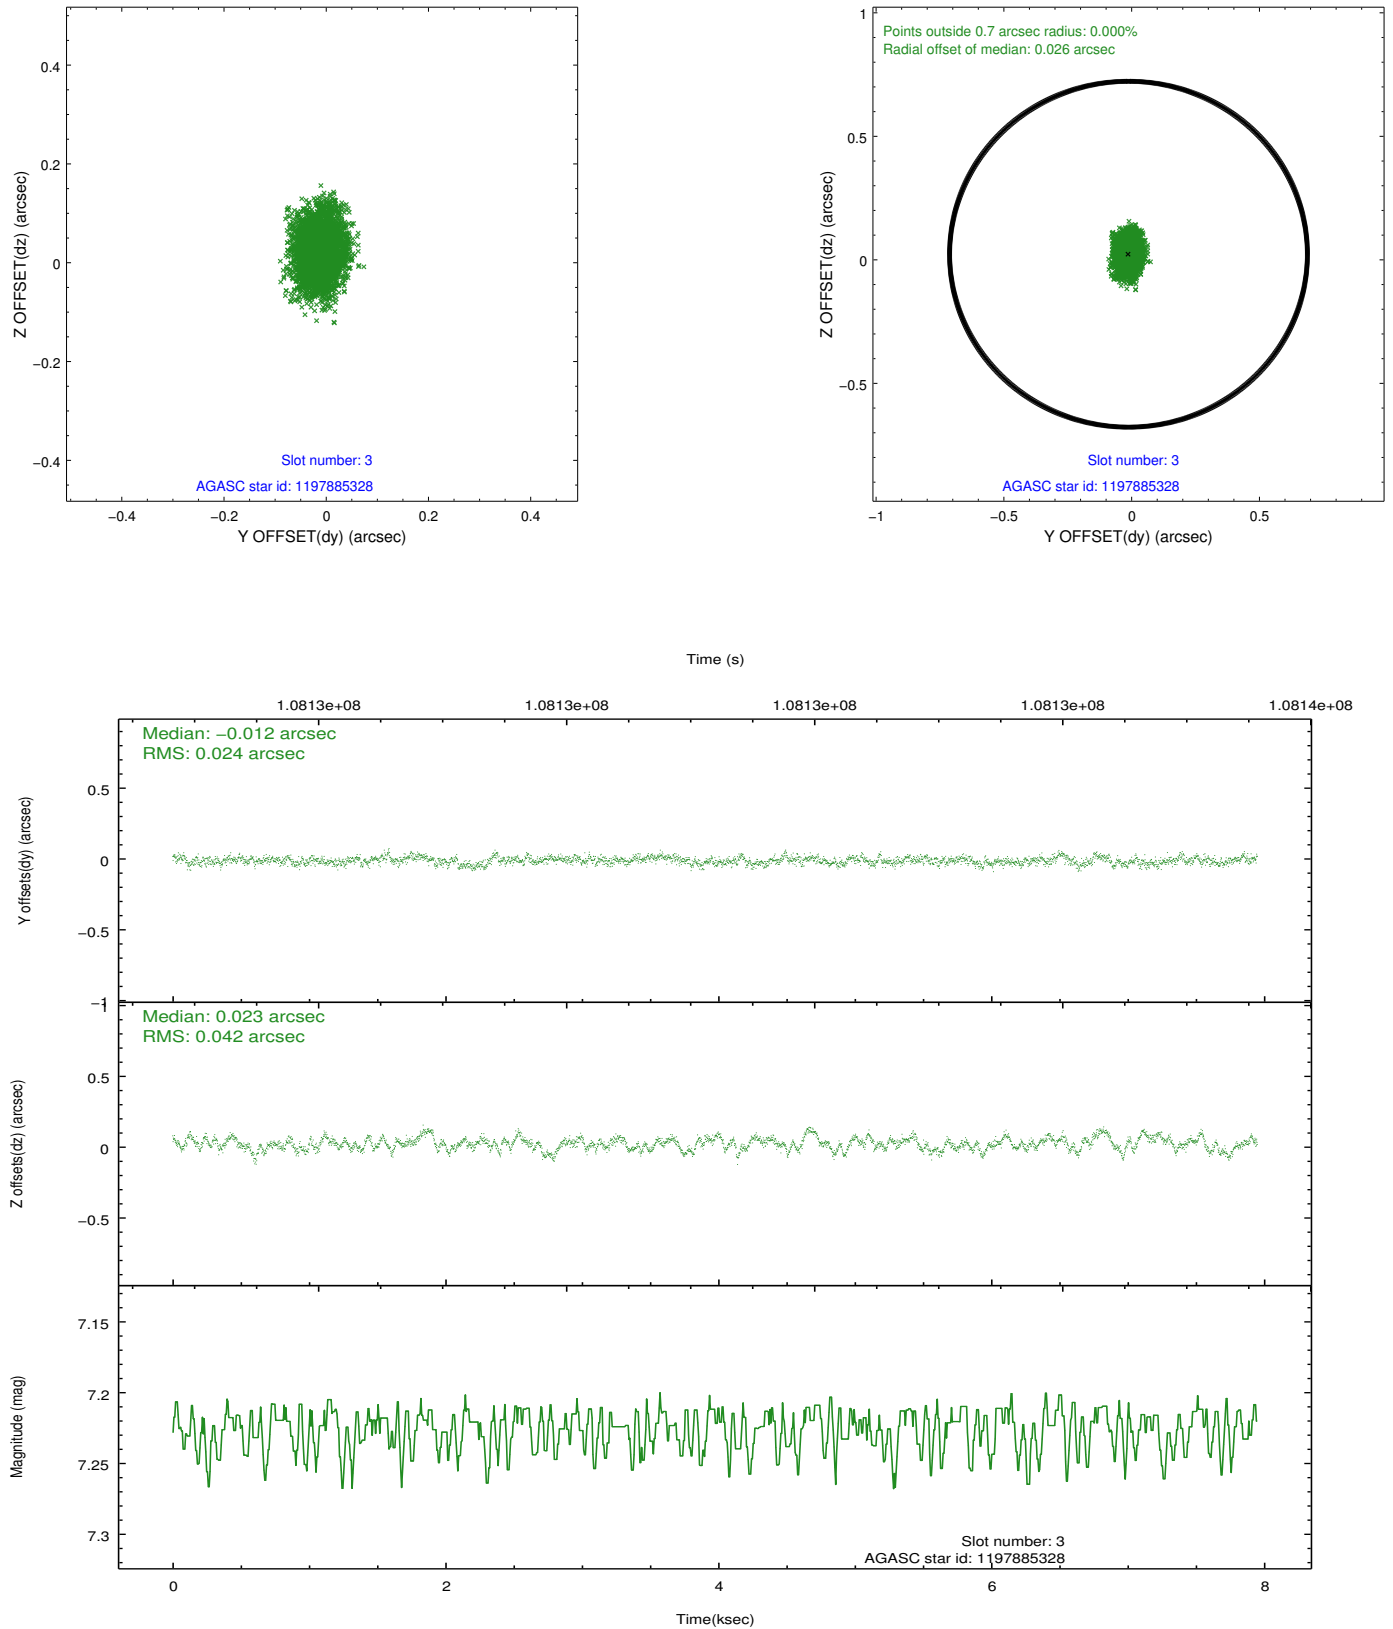 0.4
0.2
0
−0.2
−0.4
Z OFFSET(dz) (arcsec)
Slot number: 3
AGASC star id: 1197885328
−0.4 −0.2 0 0.2 0.4
Y OFFSET(dy) (arcsec)
Points outside 0.7 arcsec radius: 0.000%
Radial offset of median: 0.026 arcsec
1
0.5
0
−0.5
Z OFFSET(dz) (arcsec)
Slot number: 3
AGASC star id: 1197885328
−1 −0.5 0 0.5
Y OFFSET(dy) (arcsec)
Time (s)
1.0813e+08 1.0813e+08 1.0813e+08 1.0813e+08 1.0814e+08
Median: −0.012 arcsec
RMS: 0.024 arcsec
0.5
0
−0.5
−1
Y offsets(dy) (arcsec)
Median: 0.023 arcsec
RMS: 0.042 arcsec
1
0.5
0
−0.5
Z offsets(dz) (arcsec)
7.15
7.2
7.25
7.3
Magnitude (mag)
Slot number: 3
AGASC star id: 1197885328
0 2 4 6 8
Time(ksec)